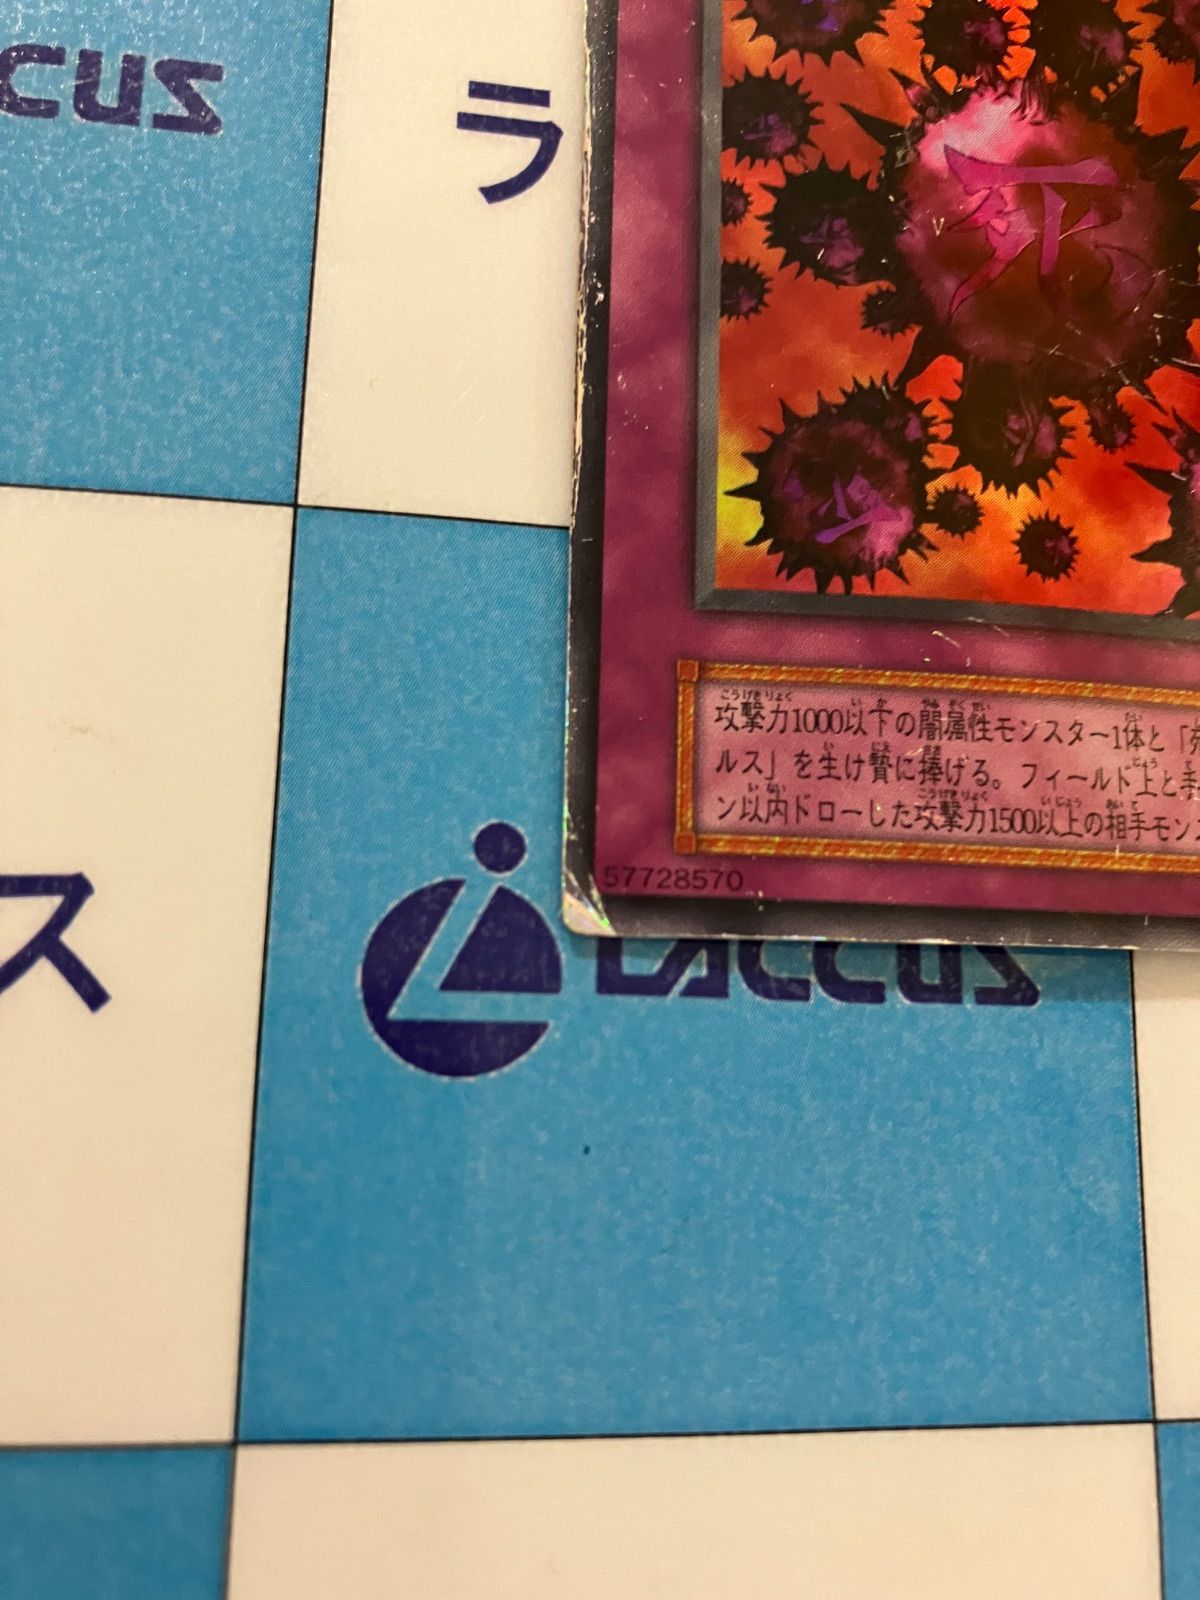 CUS
ラ
死
攻撃力1000以下の闇属性モンスター1体と「死
ルス」を生け贄に捧げる。フィールド上と手
ン以内ドローした攻撃力1500以上の相手モン
57728570
ス
LACCUS